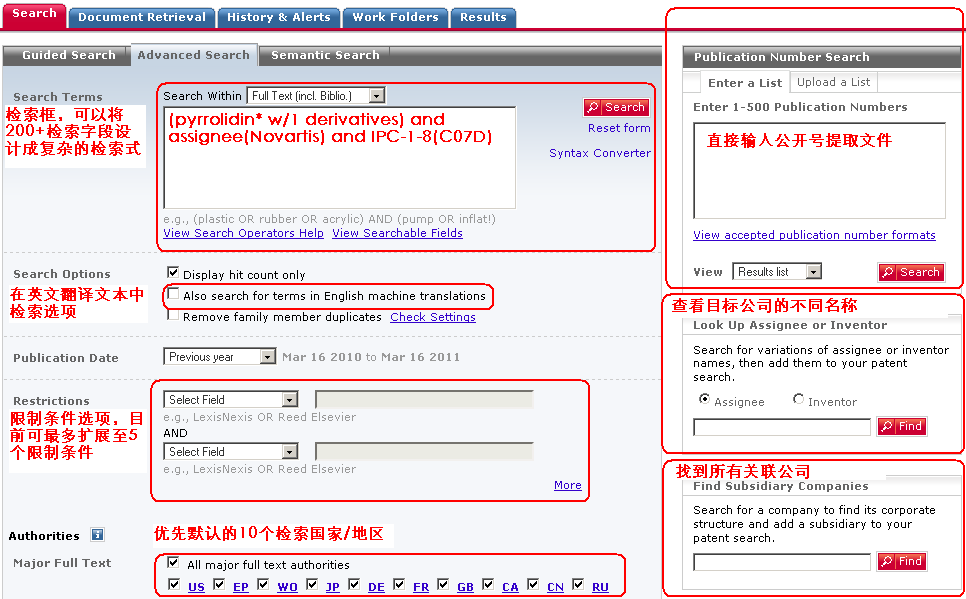 Search
Document Retrieval
History & Alerts
Work Folders
Results
Guided Search
Advanced Search
Semantic Search
Search Terms
检索框，可以将
200+检索字段设
计成复杂的检索式
Search Within
Full Text (incl. Biblio.)
(pyrrolidin* w/1 derivatives) and
assignee(Novartis) and IPC-1-8(C07D)
Search
Reset form
Syntax Converter
e.g., (plastic OR rubber OR acrylic) AND (pump OR inflat!)
View Search Operators Help
View Searchable Fields
Search Options
在英文翻译文本中
检索选项
Display hit count only
Also search for terms in English machine translations
Remove family member duplicates
Check Settings
Publication Date
Previous year
Mar 16 2010 to Mar 16 2011
Restrictions
限制条件选项，目
前可最多扩展至5
个限制条件
Select Field
e.g., LexisNexis OR Reed Elsevier
AND
Select Field
e.g., LexisNexis OR Reed Elsevier
More
Authorities
优先默认的10个检索国家/地区
Major Full Text
All major full text authorities
US EP WO JP DE FR GB CA CN RU
Publication Number Search
Enter a List
Upload a List
Enter 1-500 Publication Numbers
直接输入公开号提取文件
View accepted publication number formats
View
Results list
Search
查看目标公司的不同名称
Look Up Assignee or Inventor
Search for variations of assignee or inventor
names, then add them to your patent
search.
Assignee
Inventor
Find
找到所有关联公司
Find Subsidiary Companies
Search for a company to find its corporate
structure and add a subsidiary to your
patent search.
Find